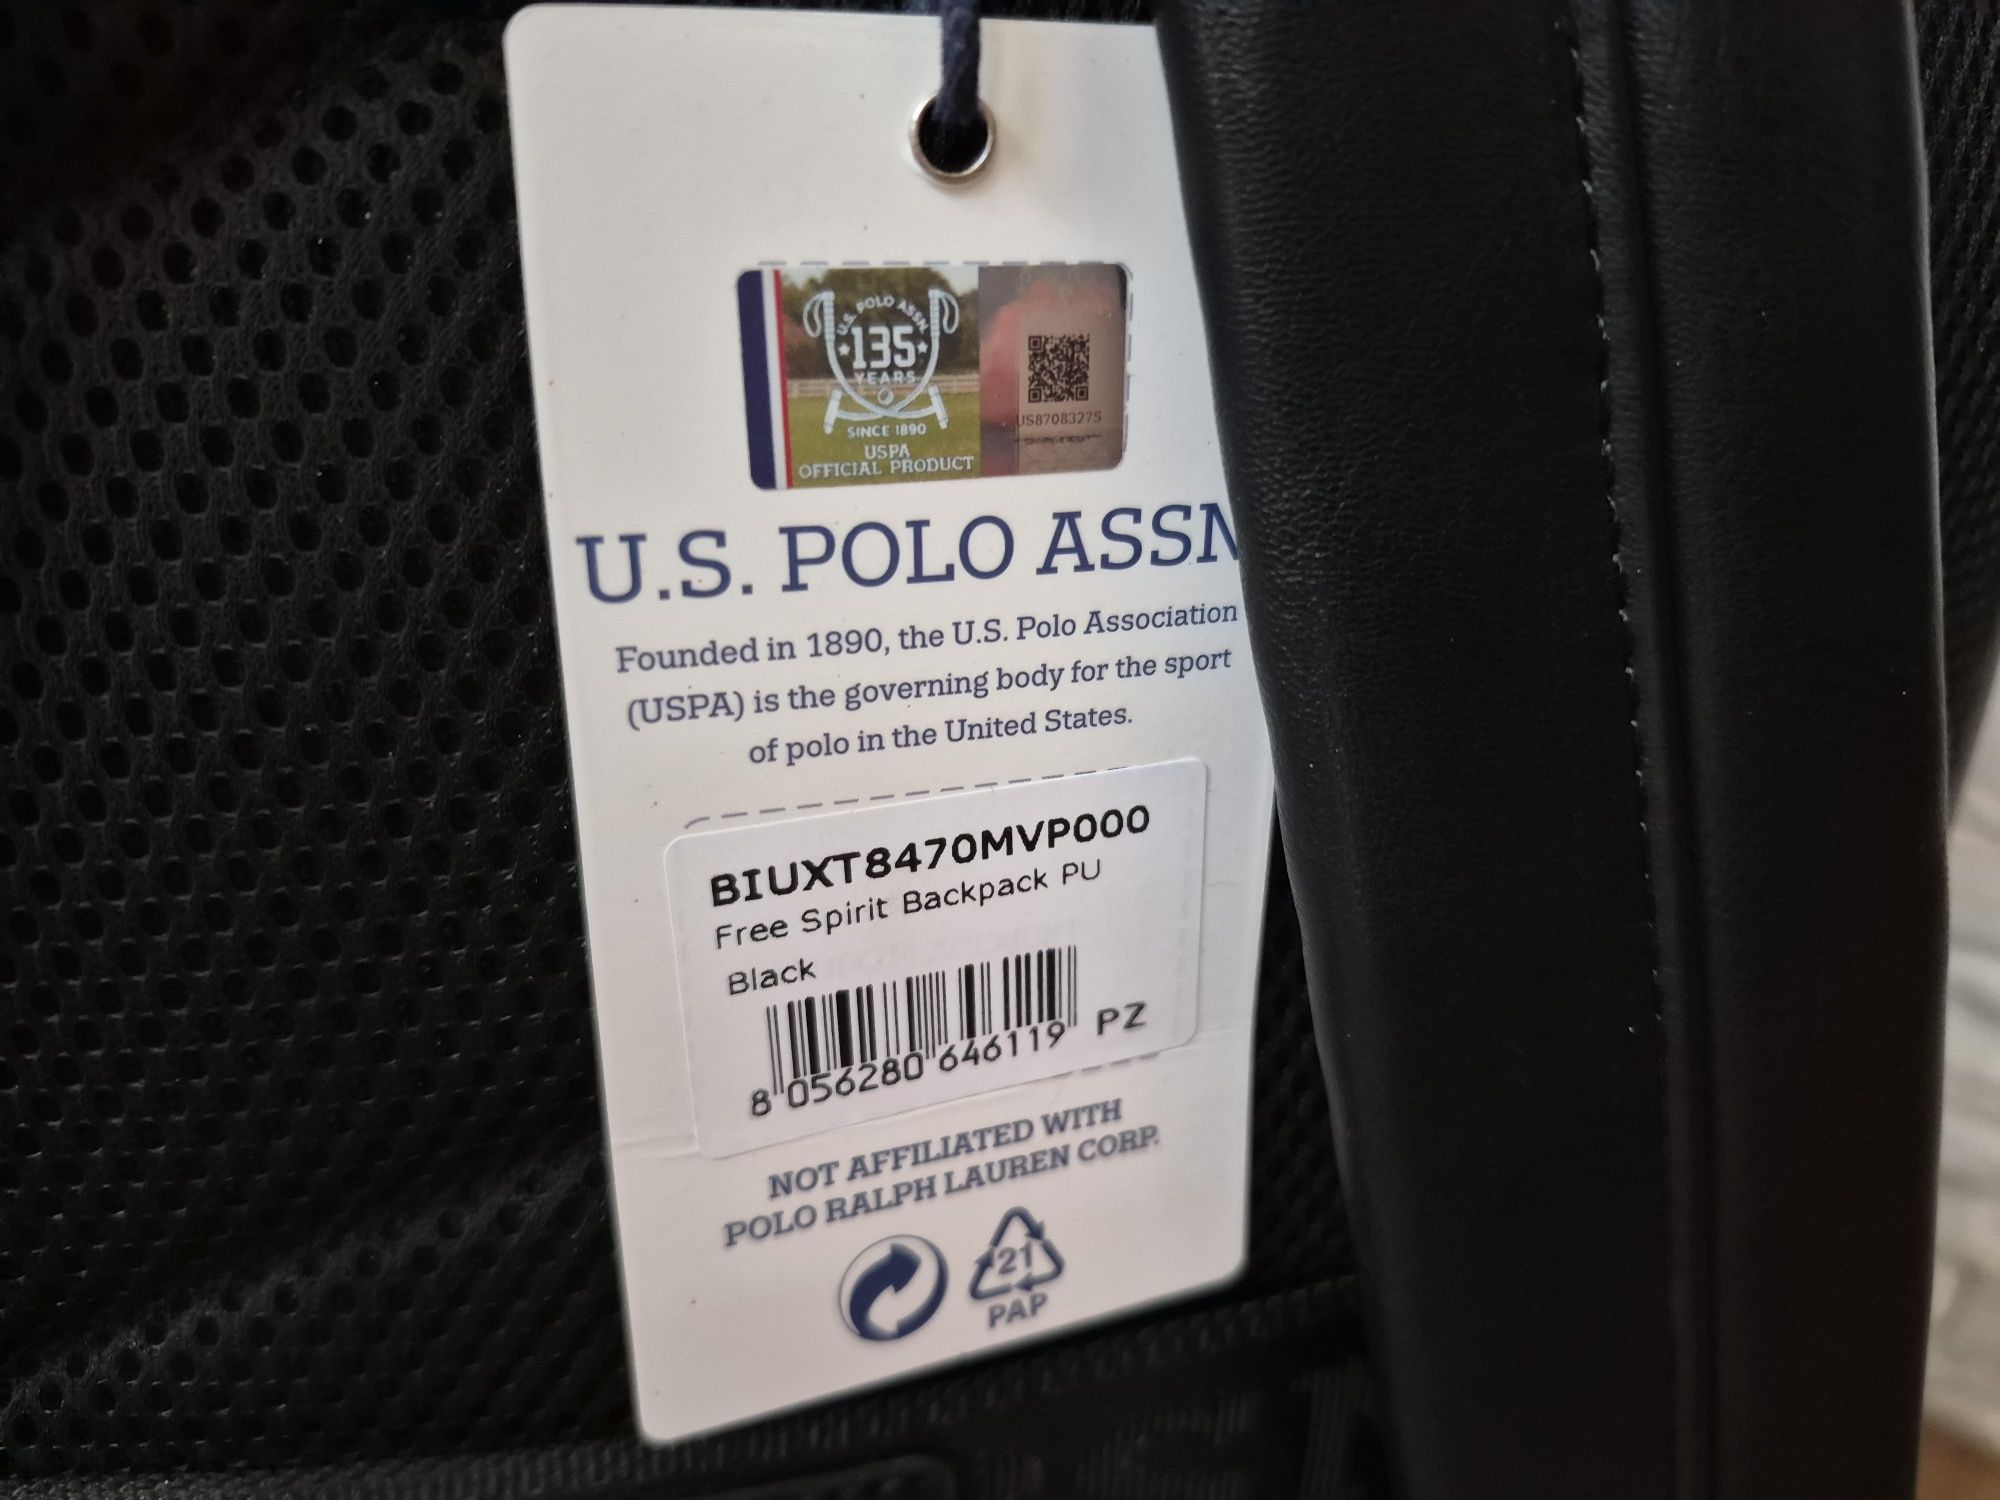 U.S. POLO ASSN
135
YEARS
SINCE 1890
USPA
OFFICIAL PRODUCT
US87083275
U.S. POLO ASSN
Founded in 1890, the U.S. Polo Association
(USPA) is the governing body for the sport
of polo in the United States.
BIUXT8470MVP000
Free Spirit Backpack PU
Black
8 056280 646119 PZ
NOT AFFILIATED WITH
POLO RALPH LAUREN CORP.
21
PAP